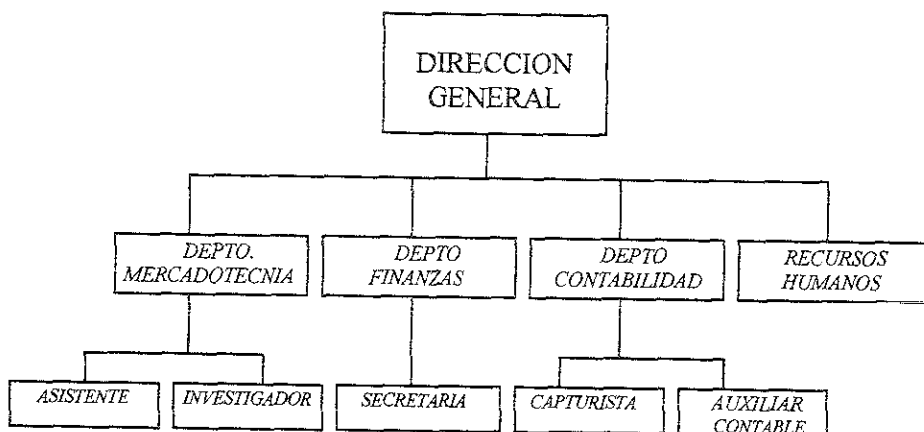 DIRECCION
GENERAL
DEPTO.
MERCADOTECNIA
DEPTO
FINANZAS
DEPTO
CONTABILIDAD
RECURSOS
HUMANOS
ASISTENTE
INVESTIGADOR
SECRETARIA
CAPTURISTA
AUXILIAR
CONTABLE